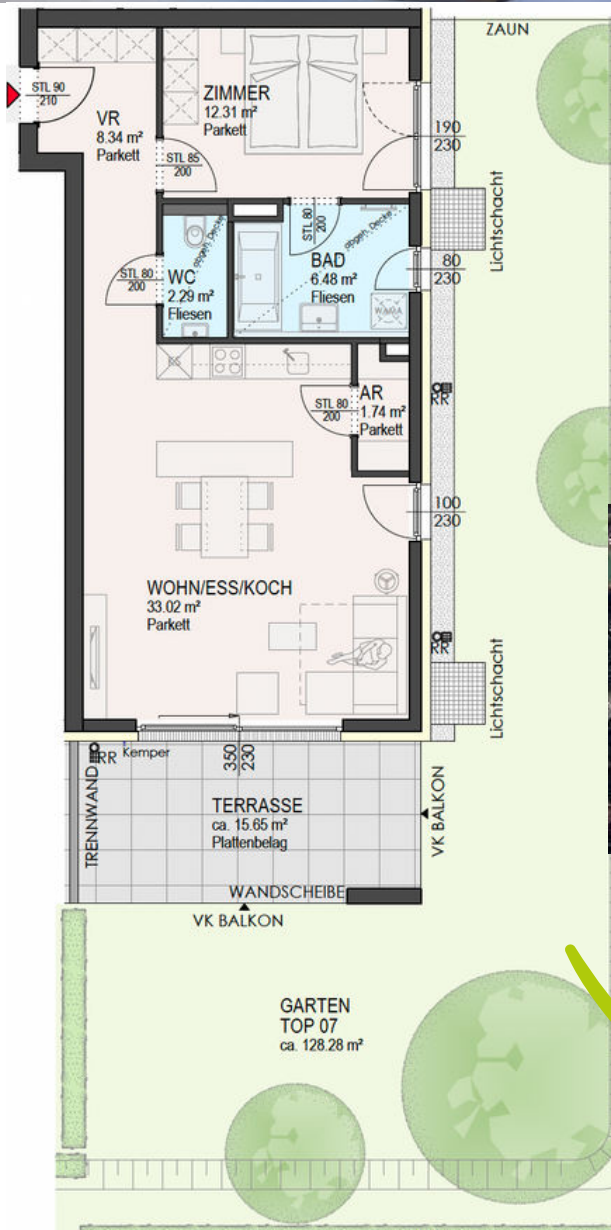 ZAUN
STL 90
210
VR
8.34 m²
Parkett
ZIMMER
12.31 m²
Parkett
190
230
STL 85
200
Lichtschacht
STL 80
200
abgeh. Decke
abgeh. Decke
WC
2.29 m²
Fliesen
STL 80
200
BAD
6.48 m²
Fliesen
80
230
WAMA
KS
AR
1.74 m²
Parkett
STL 80
200
RR
100
230
WOHN/ESS/KOCH
33.02 m²
Parkett
RR
Lichtschacht
RR
Kemper
350
230
TRENNWAND
TERRASSE
ca. 15.65 m²
Plattenbelag
VK BALKON
WANDSCHEIBE
VK BALKON
GARTEN
TOP 07
ca. 128.28 m²